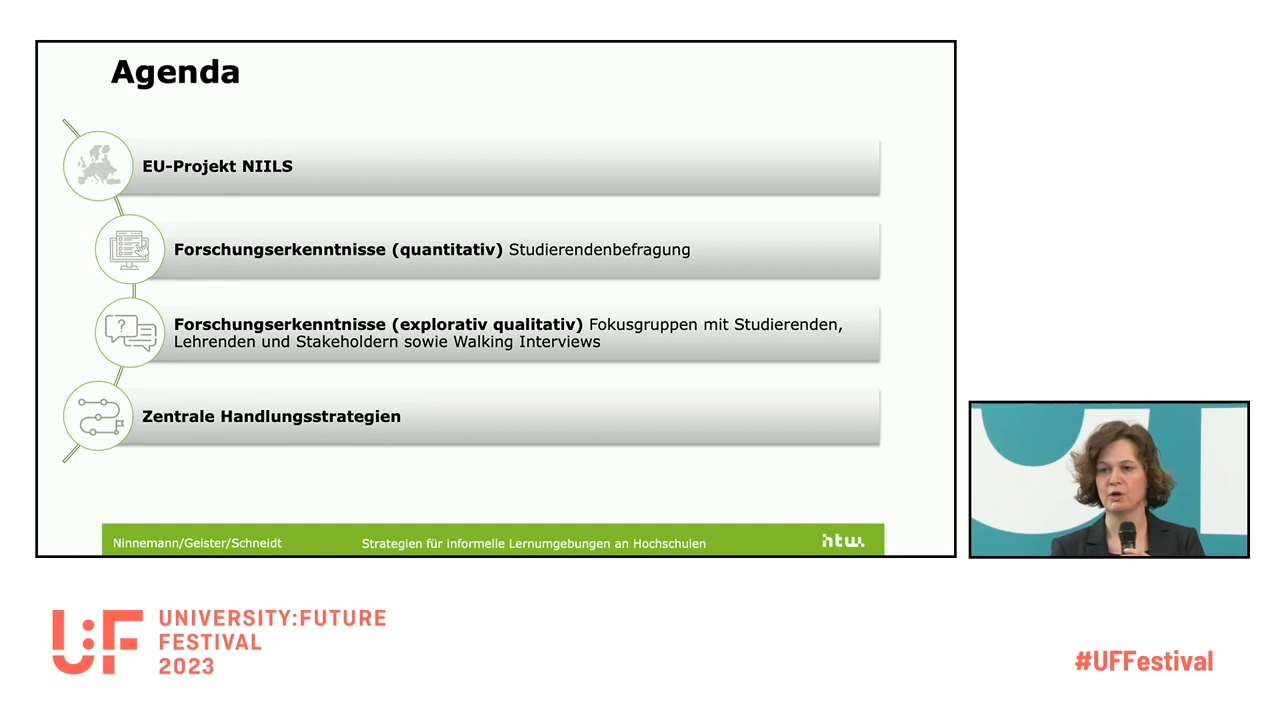 Agenda
EU-Projekt NIILS
Forschungserkenntnisse (quantitativ) Studierendenbefragung
Forschungserkenntnisse (explorativ qualitativ) Fokusgruppen mit Studierenden,
Lehrenden und Stakeholdern sowie Walking Interviews
Zentrale Handlungsstrategien
Ninnemann/Geister/Schneidt
Strategien für informelle Lernumgebungen an Hochschulen
htw.
U:F
UNIVERSITY:FUTURE
FESTIVAL
2023
#UFFestival